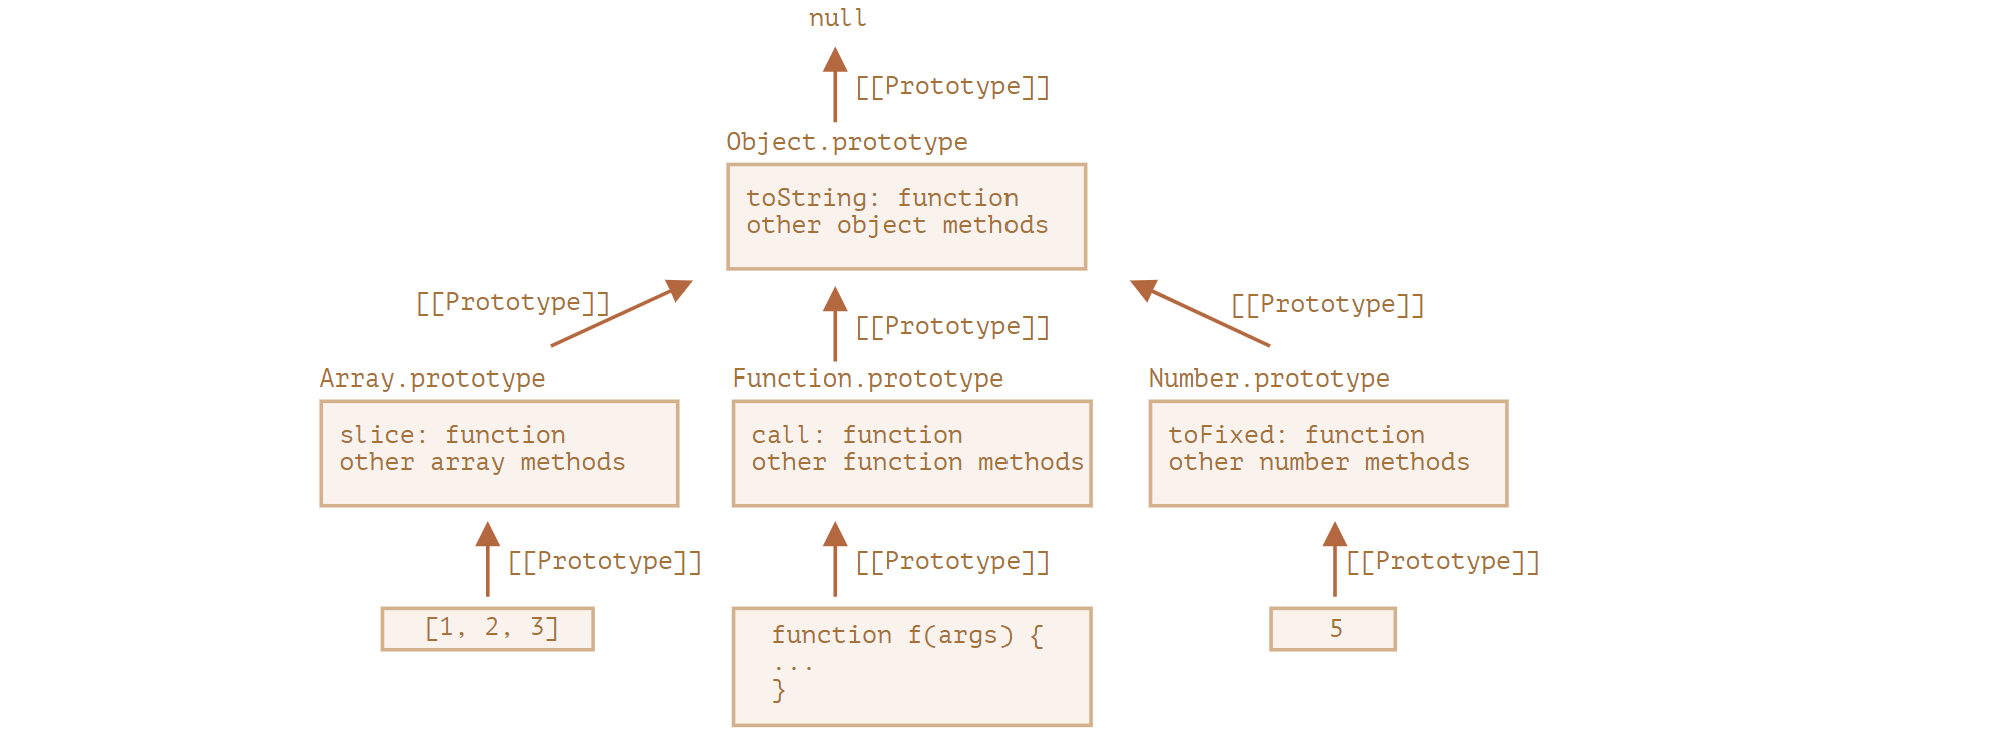 null
[[Prototype]]
Object.prototype
toString: function
other object methods
[[Prototype]]
[[Prototype]]
[[Prototype]]
Array.prototype
Function.prototype
Number.prototype
slice: function
other array methods
call: function
other function methods
toFixed: function
other number methods
[[Prototype]]
[[Prototype]]
[[Prototype]]
[1, 2, 3]
function f(args) {
...
}
5